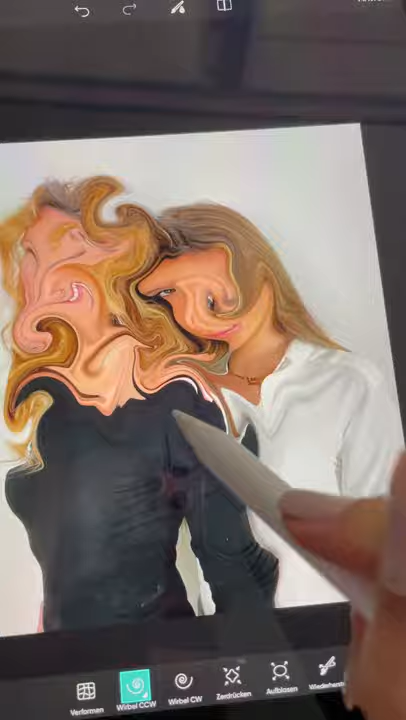 Verformen
Wirbel CCW
Wirbel CW
Zerdrücken
Aufblasen